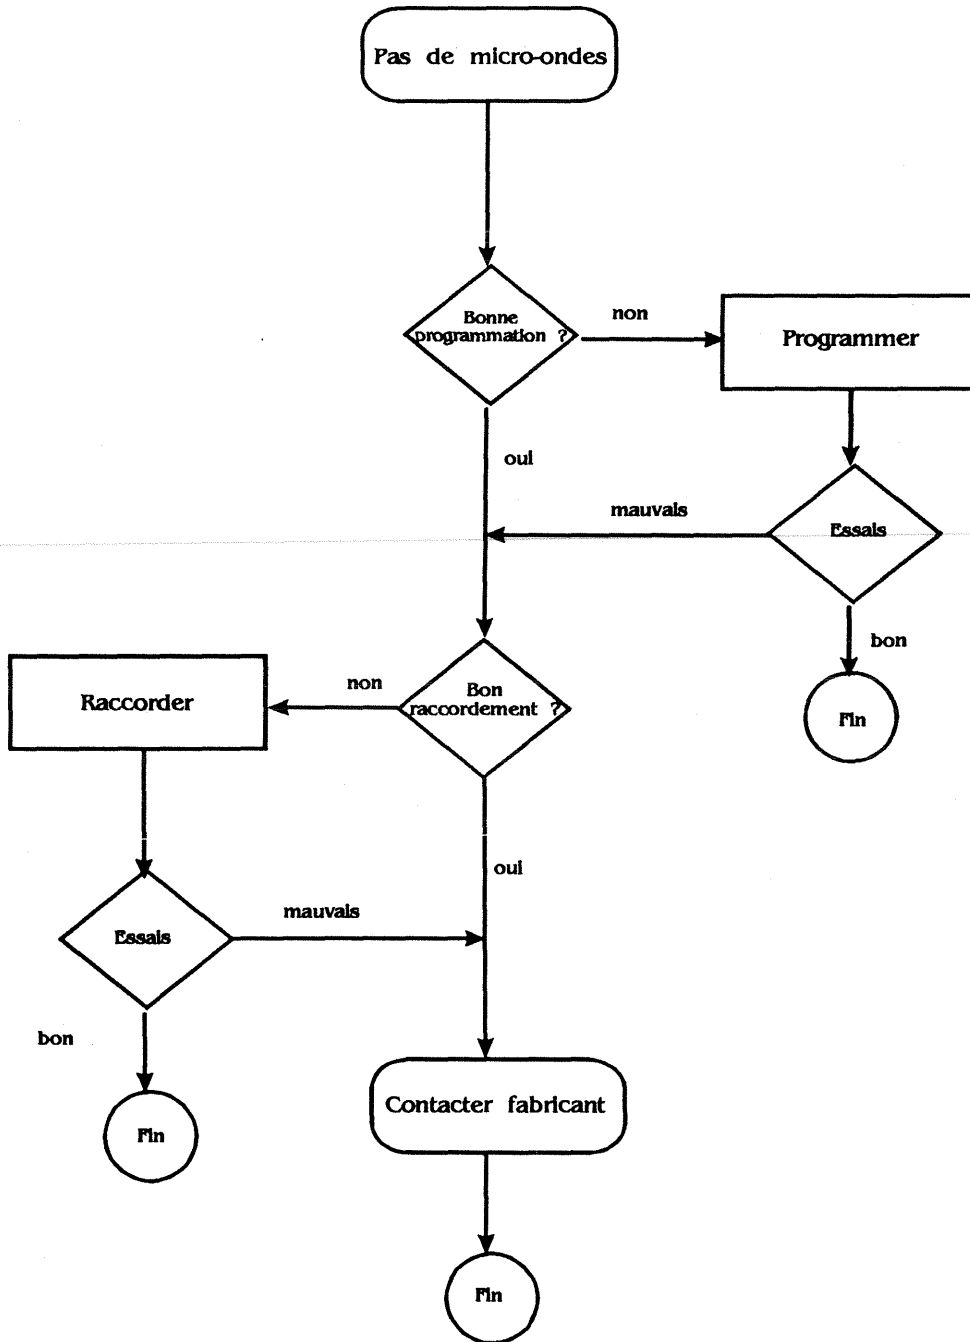 Pas de micro-ondes
Bonne
programmation ?
non
Programmer
oui
mauvais
Essais
bon
Fin
Bon
raccordement ?
non
Raccorder
oui
Essais
mauvais
bon
Fin
Contacter fabricant
Fin